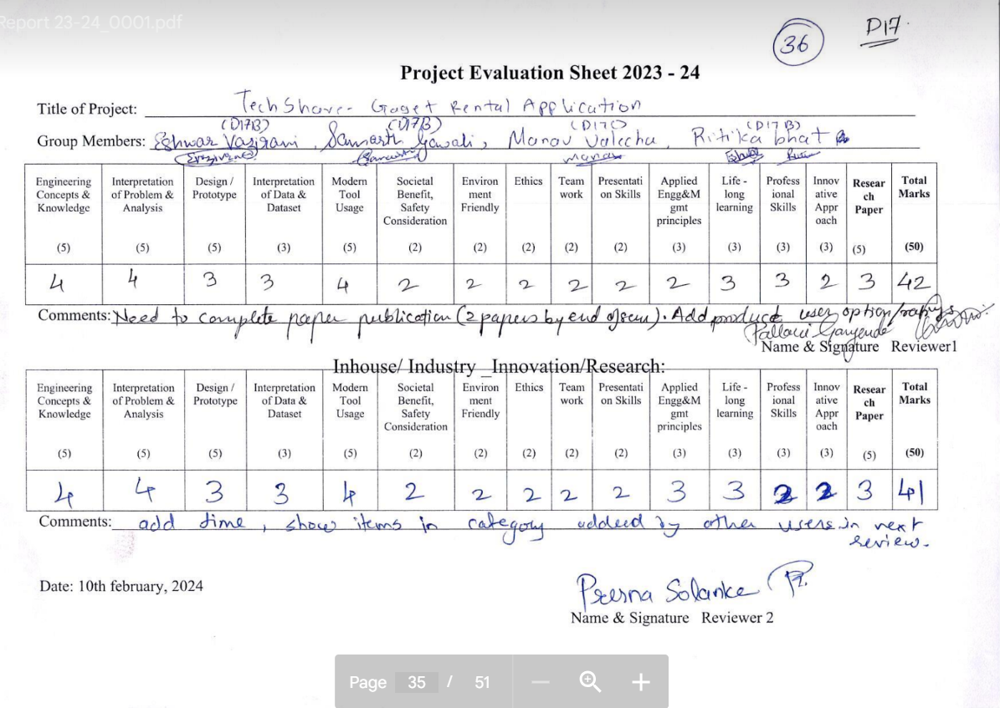 Report 23-24_0001.pdf
36
D17
Project Evaluation Sheet 2023 - 24
Title of Project: TechShare- Gaget Rental Application
(D17B) (D17B) (D17C) (D17B)
Group Members: Eshwar Vazirani, Samarth Gawali, Manav Valecha, Ritika bhat
Engineering Concepts & Knowledge (5) Interpretation of Problem & Analysis (5) Design / Prototype (5) Interpretation of Data & Dataset (3) Modern Tool Usage (5) Societal Benefit, Safety Consideration (2) Environ ment Friendly (2) Ethics (2) Team work (2) Presentati on Skills (2) Applied Engg&M gmt principles (3) Life - long learning (3) Profess ional Skills (3) Innov ative Appr oach (3) Resear ch Paper (5) Total Marks (50)
4 4 3 3 4 2 2 2 2 2 2 3 3 2 3 42
Comments: Need to complete paper publication (2 papers by end of sem). Add product user option/ratings
Name & Signature Reviewer1
Inhouse/ Industry _Innovation/Research:
Engineering Concepts & Knowledge (5) Interpretation of Problem & Analysis (5) Design / Prototype (5) Interpretation of Data & Dataset (3) Modern Tool Usage (5) Societal Benefit, Safety Consideration (2) Environ ment Friendly (2) Ethics (2) Team work (2) Presentati on Skills (2) Applied Engg&M gmt principles (3) Life - long learning (3) Profess ional Skills (3) Innov ative Appr oach (3) Resear ch Paper (5) Total Marks (50)
4 4 3 3 4 2 2 2 2 2 3 3 2 2 3 41
Comments: add time, show items in category addeed by other users in next
review.
Date: 10th february, 2024
Prerna Solanke
Name & Signature Reviewer 2
Page 35 / 51